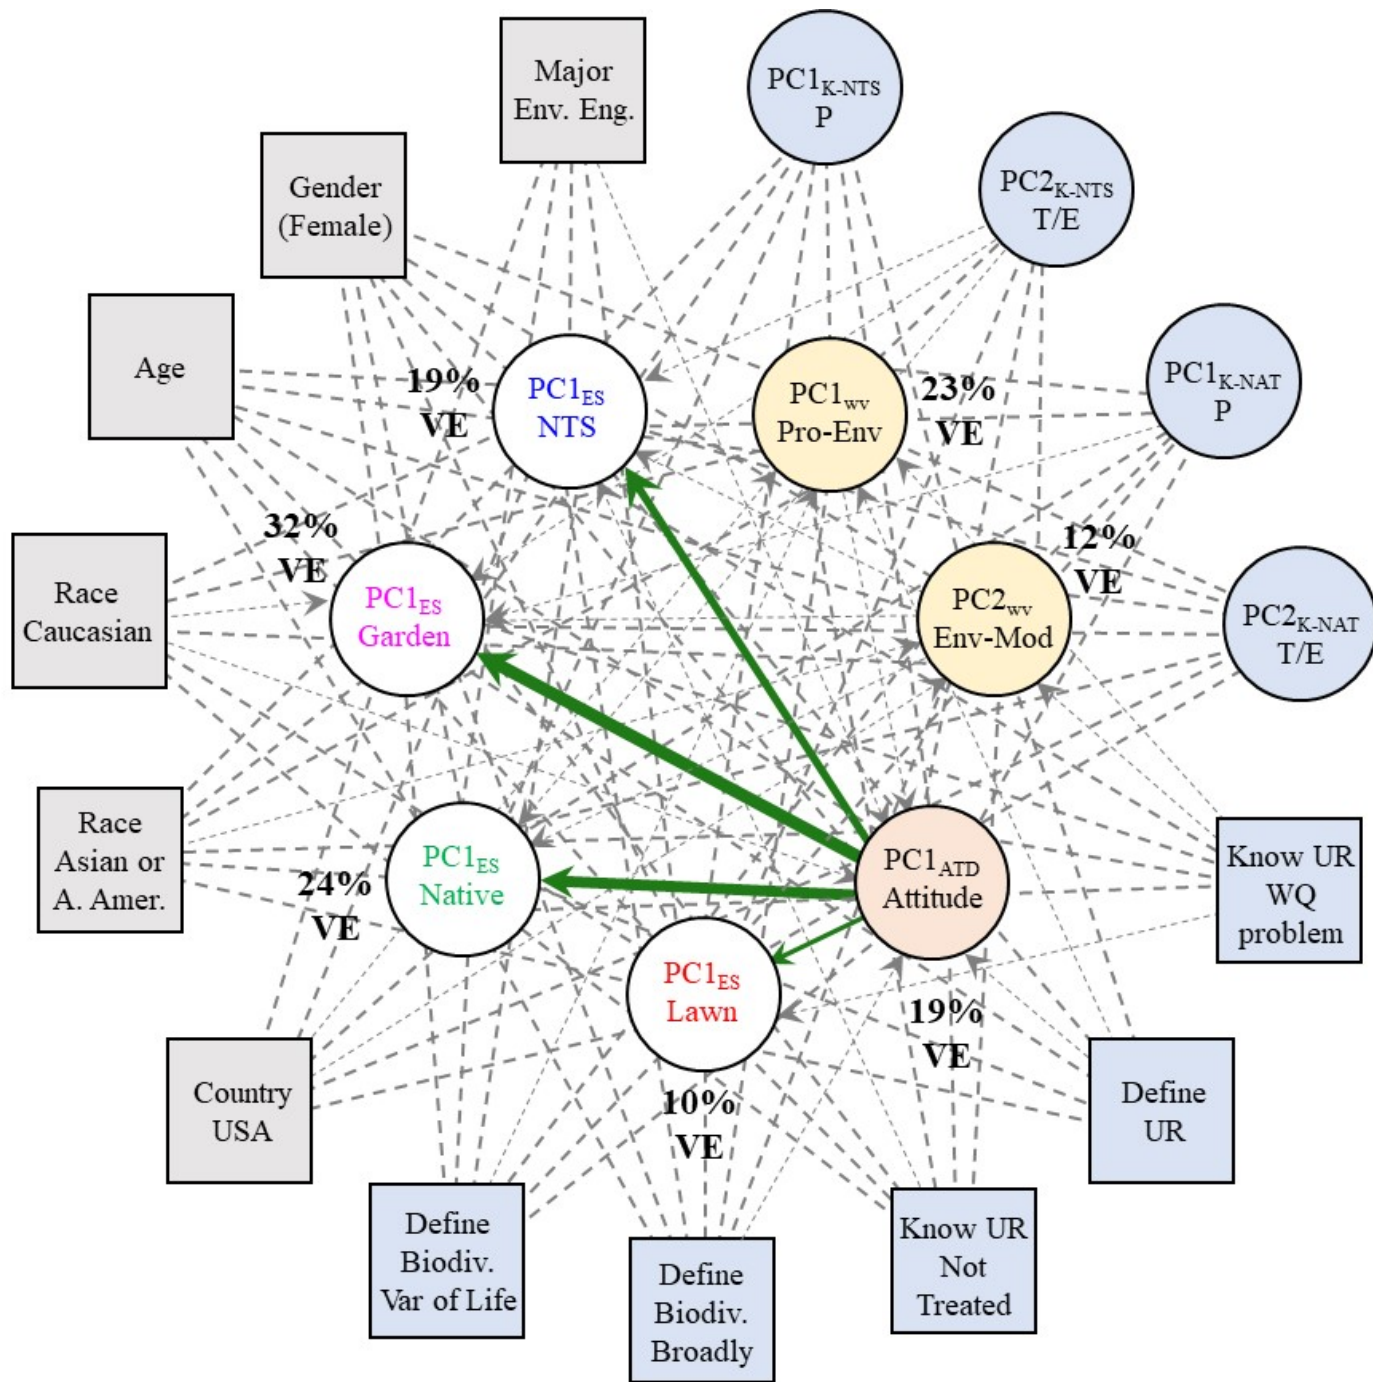 Major
Env. Eng.
PC1K-NTS
P
PC2K-NTS
T/E
Gender
(Female)
Age
PC1K-NAT
P
19%
VE
PC1ES
NTS
PC1wv
Pro-Env
23%
VE
32%
VE
12%
VE
Race
Caucasian
PC1ES
Garden
PC2wv
Env-Mod
PC2K-NAT
T/E
Race
Asian or
A. Amer.
24%
VE
PC1ES
Native
PC1ATD
Attitude
Know UR
WQ
problem
PC1ES
Lawn
19%
VE
Country
USA
10%
VE
Define
UR
Define
Biodiv.
Var of Life
Define
Biodiv.
Broadly
Know UR
Not
Treated